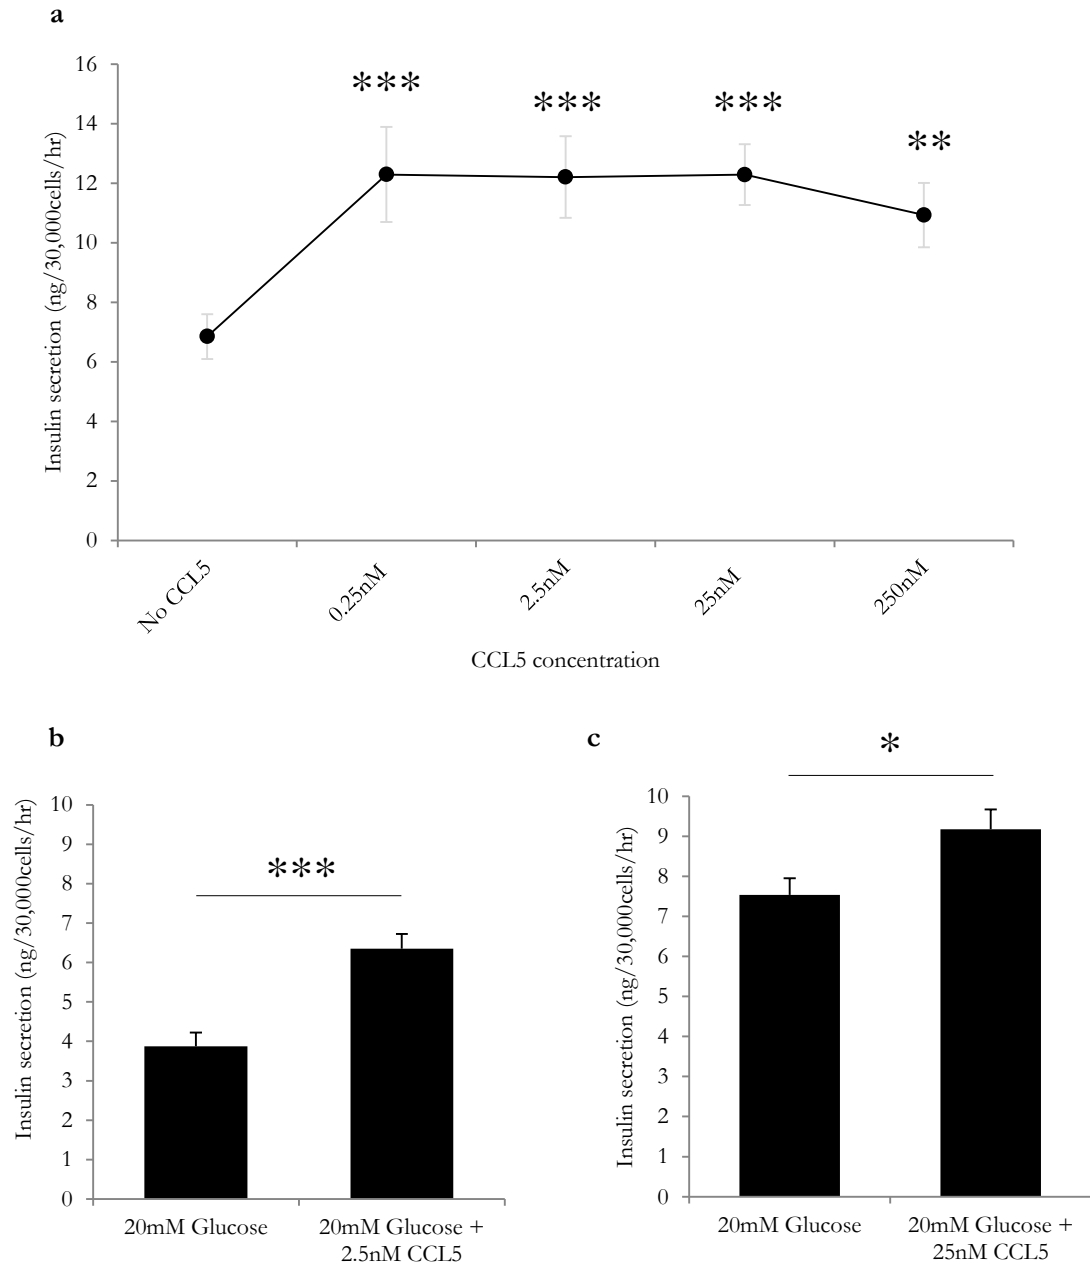 a
Insulin secretion (ng/30,000cells/hr)
16
14
12
10
8
6
4
2
0
***
***
***
**
No CCL5
0.25nM
2.5nM
25nM
250nM
CCL5 concentration
b
Insulin secretion (ng/30,000cells/hr)
10
9
8
7
6
5
4
3
2
1
0
***
20mM Glucose
20mM Glucose +
2.5nM CCL5
c
Insulin secretion (ng/30,000cells/hr)
10
9
8
7
6
5
4
3
2
1
0
*
20mM Glucose
20mM Glucose +
25nM CCL5